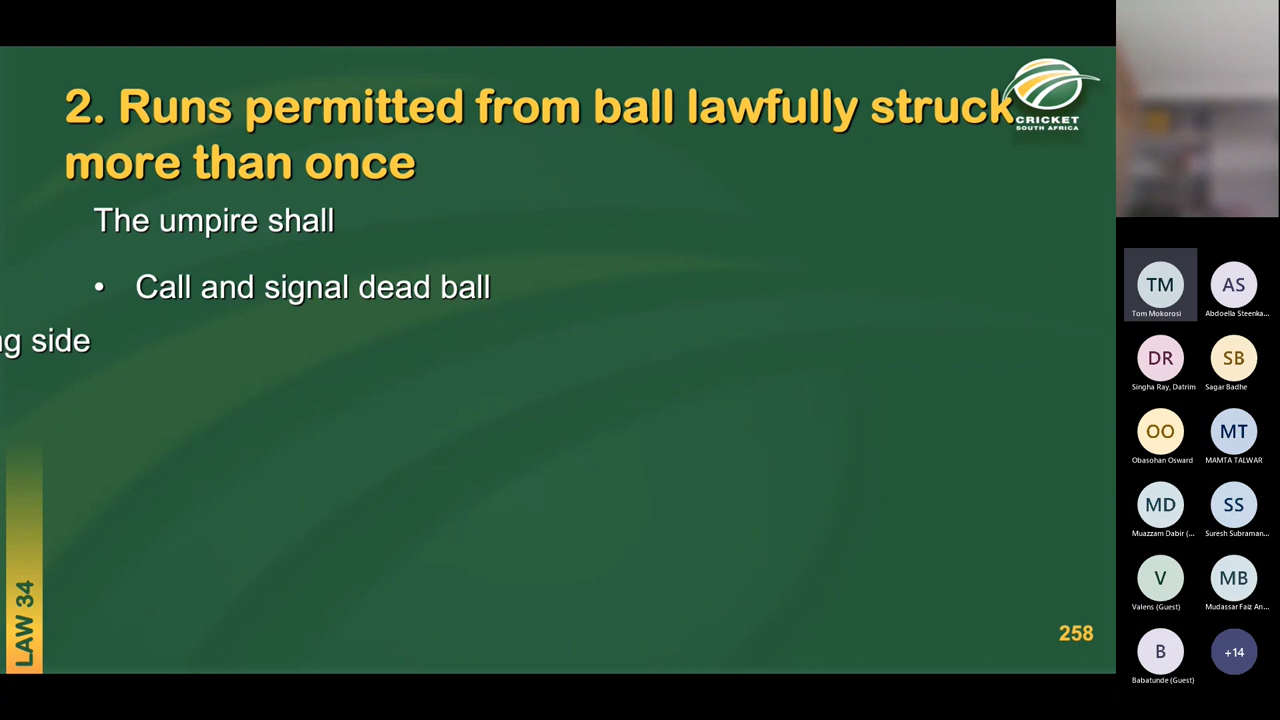 2. Runs permitted from ball lawfully struck
more than once
CRICKET
SOUTH AFRICA
The umpire shall
• Call and signal dead ball
ng side
LAW 34
258
TM
Tom Mokorosi
AS
Abdoella Steenka...
DR
Singha Ray, Datrim
SB
Sagar Badhe
OO
Obasohan Osward
MT
MAMTA TALWAR
MD
Muazzam Dabir (...
SS
Suresh Subraman...
V
Valens (Guest)
MB
Mudassar Faiz An...
B
Babatunde (Guest)
+14